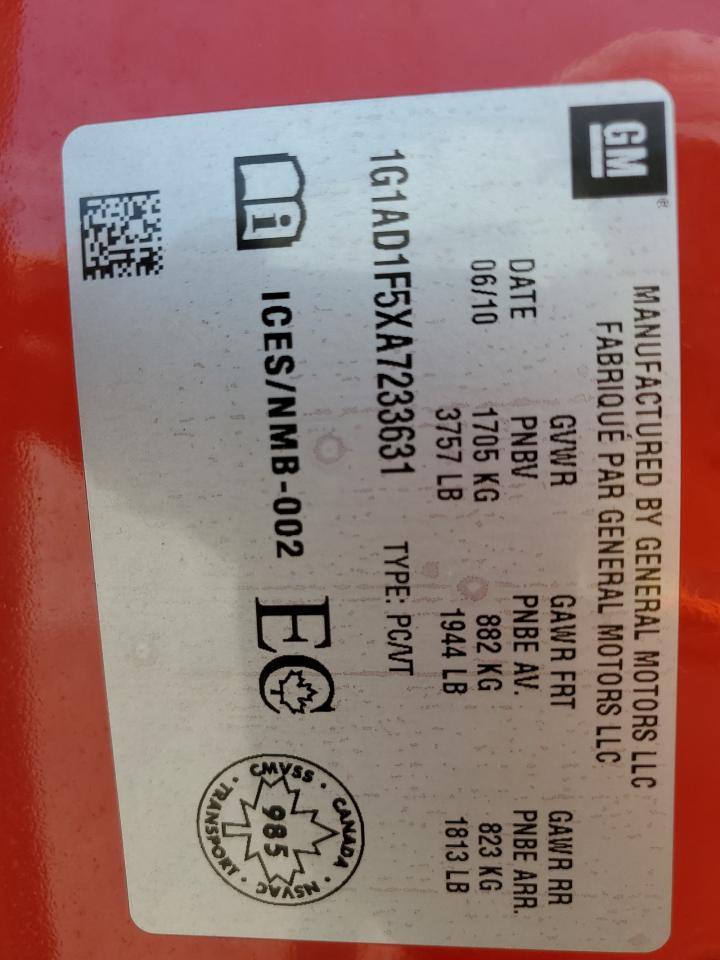 GM
MANUFACTURED BY GENERAL MOTORS LLC
FABRIQUÉ PAR GENERAL MOTORS LLC
GVWR GAWR FRT GAWR RR
DATE PNBV PNBE AV. PNBE ARR.
06/10 1705 KG 882 KG 823 KG
3757 LB 1944 LB 1813 LB
1G1AD1F5XA7233631 TYPE: PC/VT
i ICES/NMB-002 EC
CANADA · CMVSS · TRANSPORT · NSVAC
985